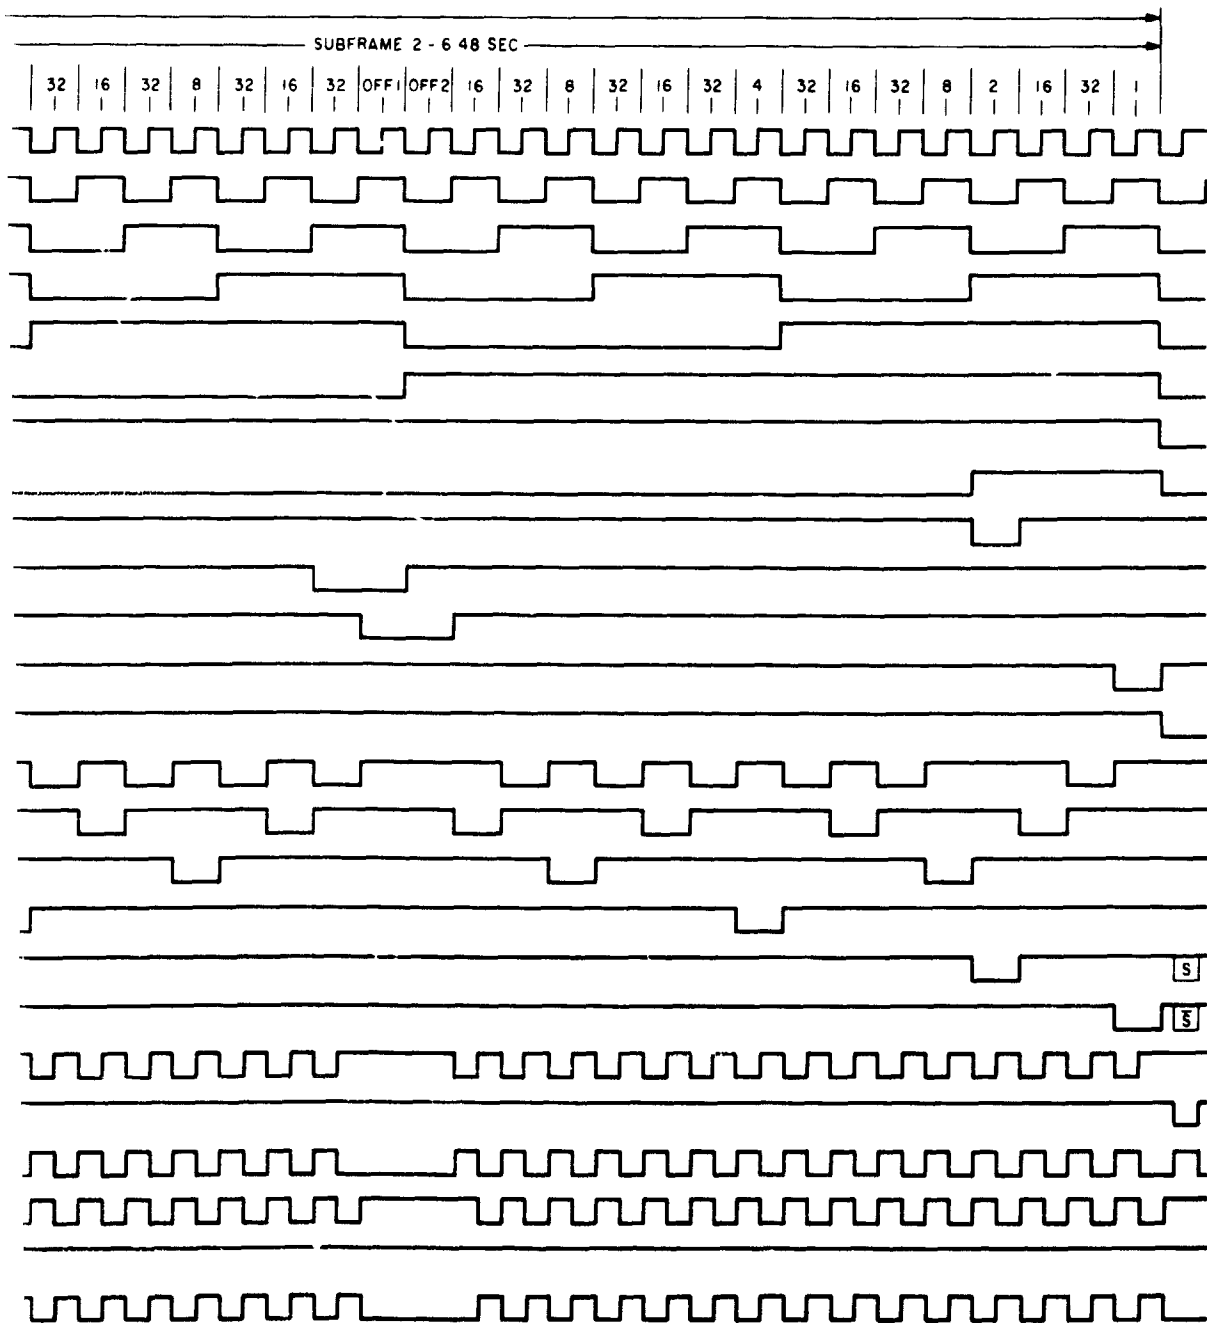 SUBFRAME 2 - 6 48 SEC
32 16 32 8 32 16 32 OFF1 OFF2 16 32 8 32 16 32 4 32 16 32 8 2 16 32 1
S
S̅